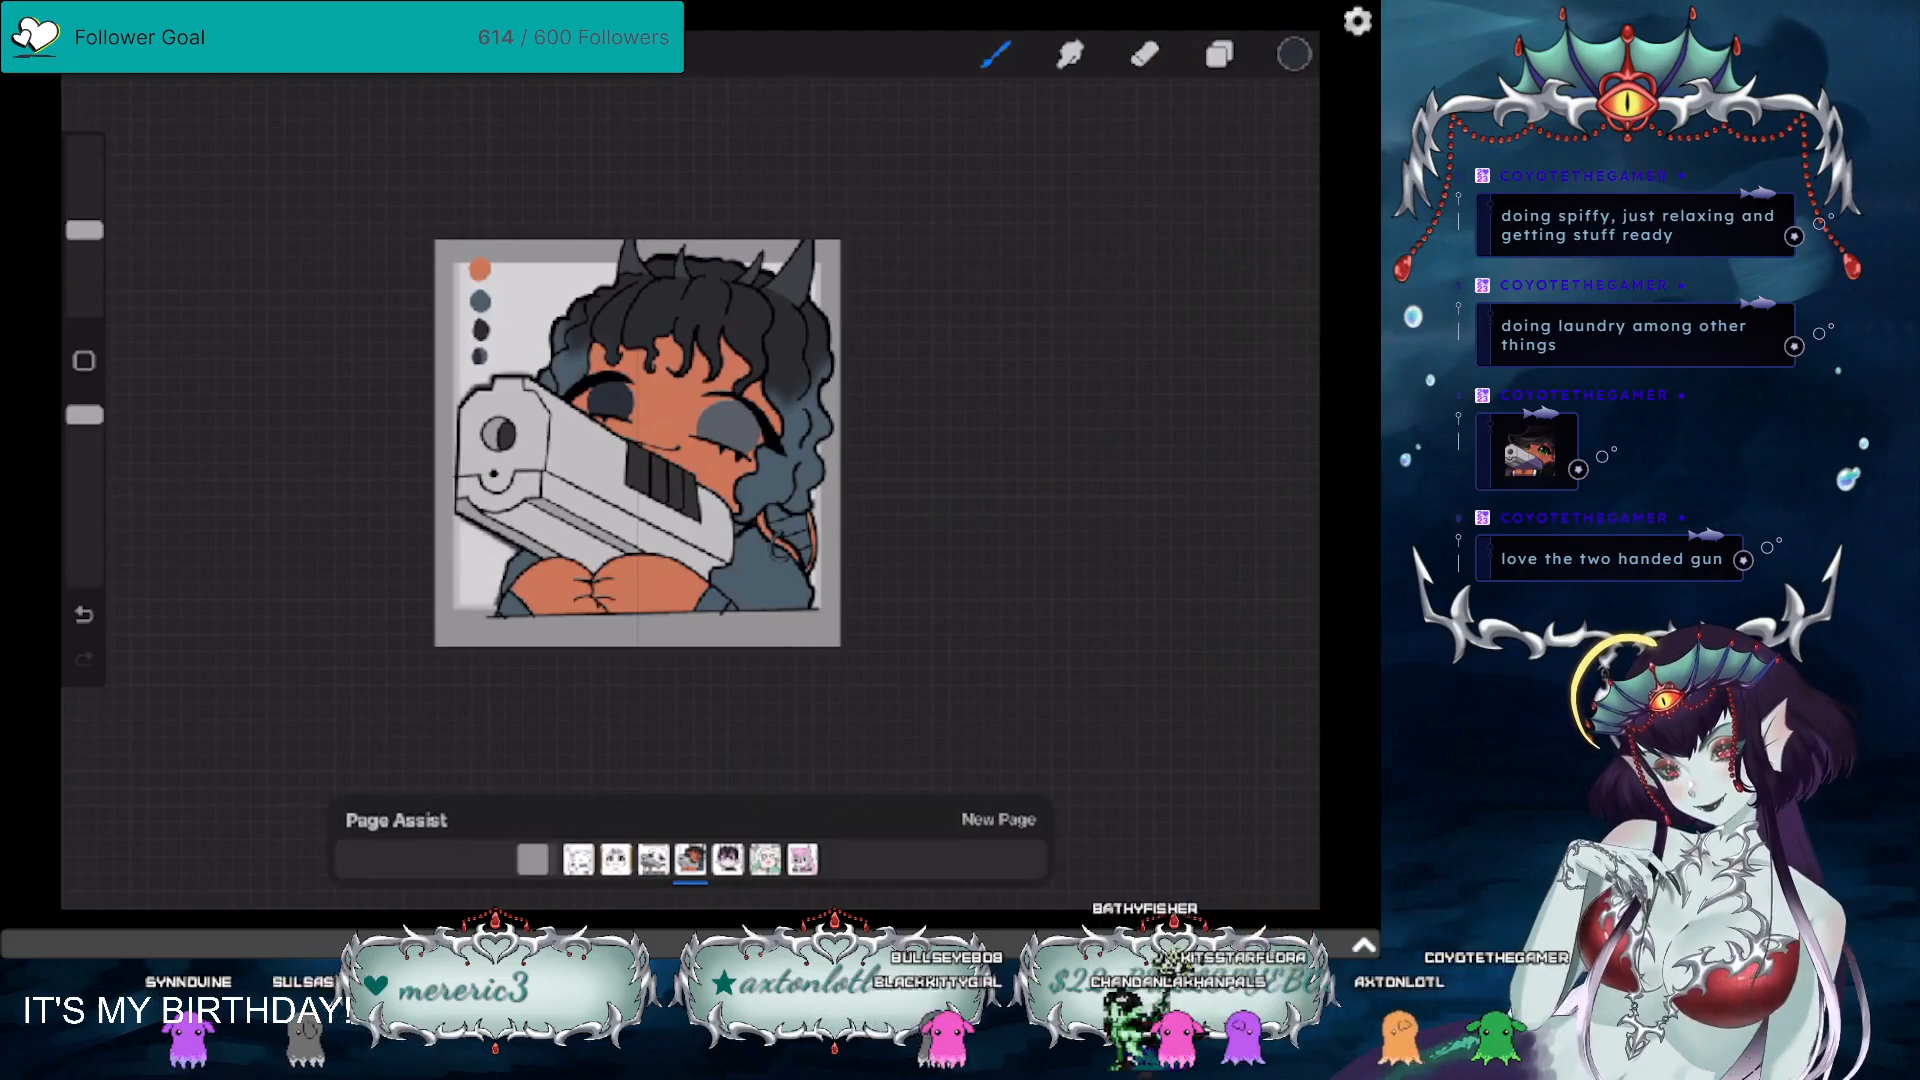 Follower Goal
614 / 600 Followers
COYOTETHEGAMER
doing spiffy, just relaxing and
getting stuff ready
COYOTETHEGAMER
doing laundry among other
things
COYOTETHEGAMER
COYOTETHEGAMER
love the two handed gun
Page Assist
New Page
BATHYFISHER
BULLSEYEBOB
KITSSTARFLORA
COYOTETHEGAMER
SYNNOVINE
SULSAS
mereric3
axtonlotl
BLACKKITTYGIRL
CHANDANLAKHANPALS
AXTONLOTL
IT'S MY BIRTHDAY!